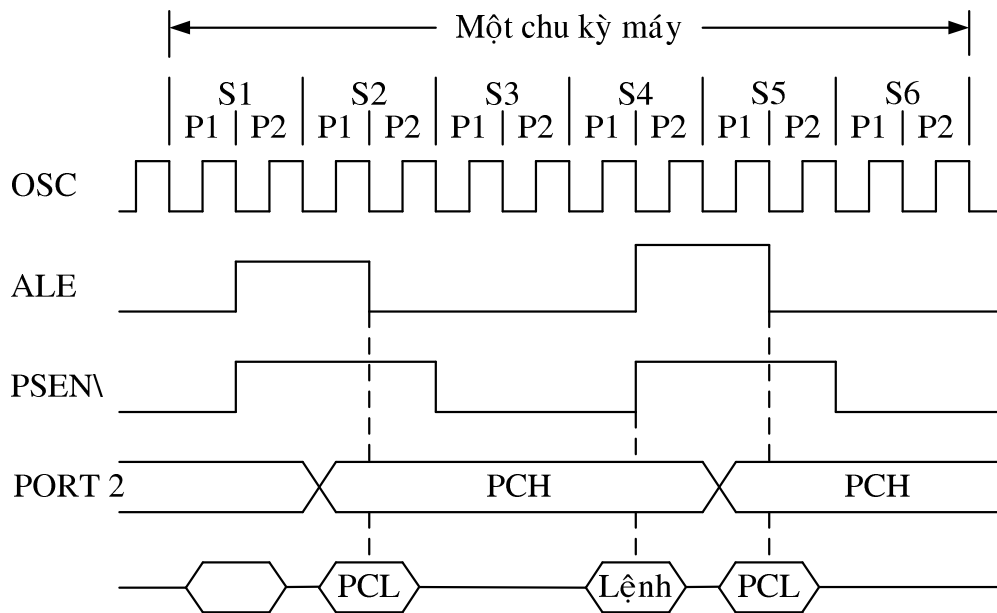 Một chu kỳ máy
S1 S2 S3 S4 S5 S6
P1 P2 P1 P2 P1 P2 P1 P2 P1 P2 P1 P2
OSC
ALE
PSEN\
PORT 2 PCH PCH
PCL Lệnh PCL